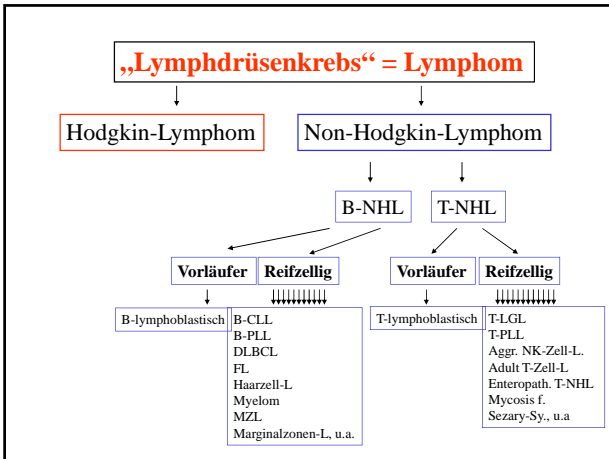 „Lymphdrüsenkrebs“ = Lymphom
Hodgkin-Lymphom
Non-Hodgkin-Lymphom
B-NHL
T-NHL
Vorläufer
Reifzellig
Vorläufer
Reifzellig
B-lymphoblastisch
B-CLL
B-PLL
DLBCL
FL
Haarzell-L
Myelom
MZL
Marginalzonen-L, u.a.
T-lymphoblastisch
T-LGL
T-PLL
Aggr. NK-Zell-L.
Adult T-Zell-L
Enteropath. T-NHL
Mycosis f.
Sezary-Sy., u.a